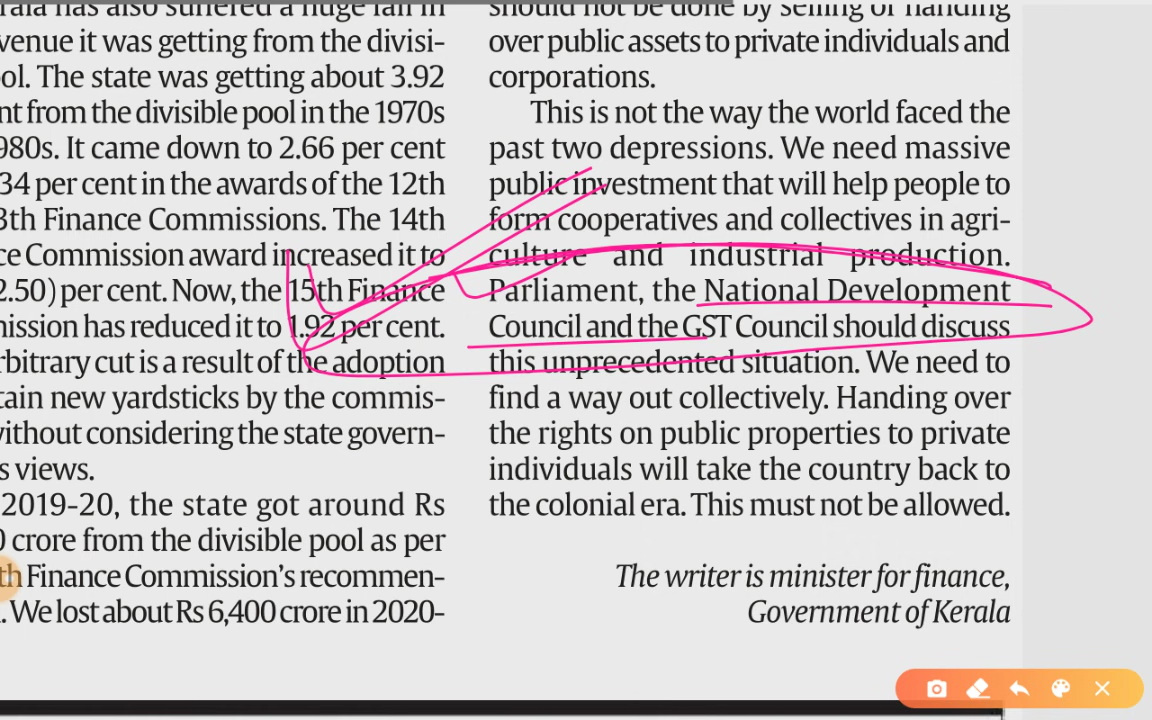 rala has also suffered a huge fall in
venue it was getting from the divisi-
ol. The state was getting about 3.92
nt from the divisible pool in the 1970s
980s. It came down to 2.66 per cent
34 per cent in the awards of the 12th
3th Finance Commissions. The 14th
ce Commission award increased it to
2.50) per cent. Now, the 15th Finance
ission has reduced it to 1.92 per cent.
rbitrary cut is a result of the adoption
tain new yardsticks by the commis-
ithout considering the state govern-
s views.
2019-20, the state got around Rs
0 crore from the divisible pool as per
th Finance Commission's recommen-
. We lost about Rs 6,400 crore in 2020-
should not be done by selling or handing
over public assets to private individuals and
corporations.
This is not the way the world faced the
past two depressions. We need massive
public investment that will help people to
form cooperatives and collectives in agri-
culture and industrial production.
Parliament, the National Development
Council and the GST Council should discuss
this unprecedented situation. We need to
find a way out collectively. Handing over
the rights on public properties to private
individuals will take the country back to
the colonial era. This must not be allowed.
The writer is minister for finance,
Government of Kerala